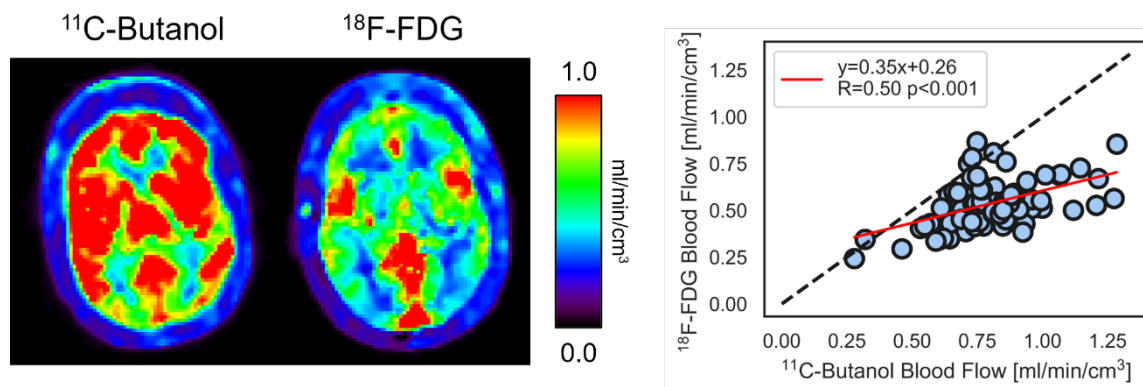 ¹¹C-Butanol
¹⁸F-FDG
1.0
ml/min/cm³
0.0
¹⁸F-FDG Blood Flow [ml/min/cm³]
1.25
1.00
0.75
0.50
0.25
0.00
y=0.35x+0.26
R=0.50 p<0.001
0.00 0.25 0.50 0.75 1.00 1.25
¹¹C-Butanol Blood Flow [ml/min/cm³]